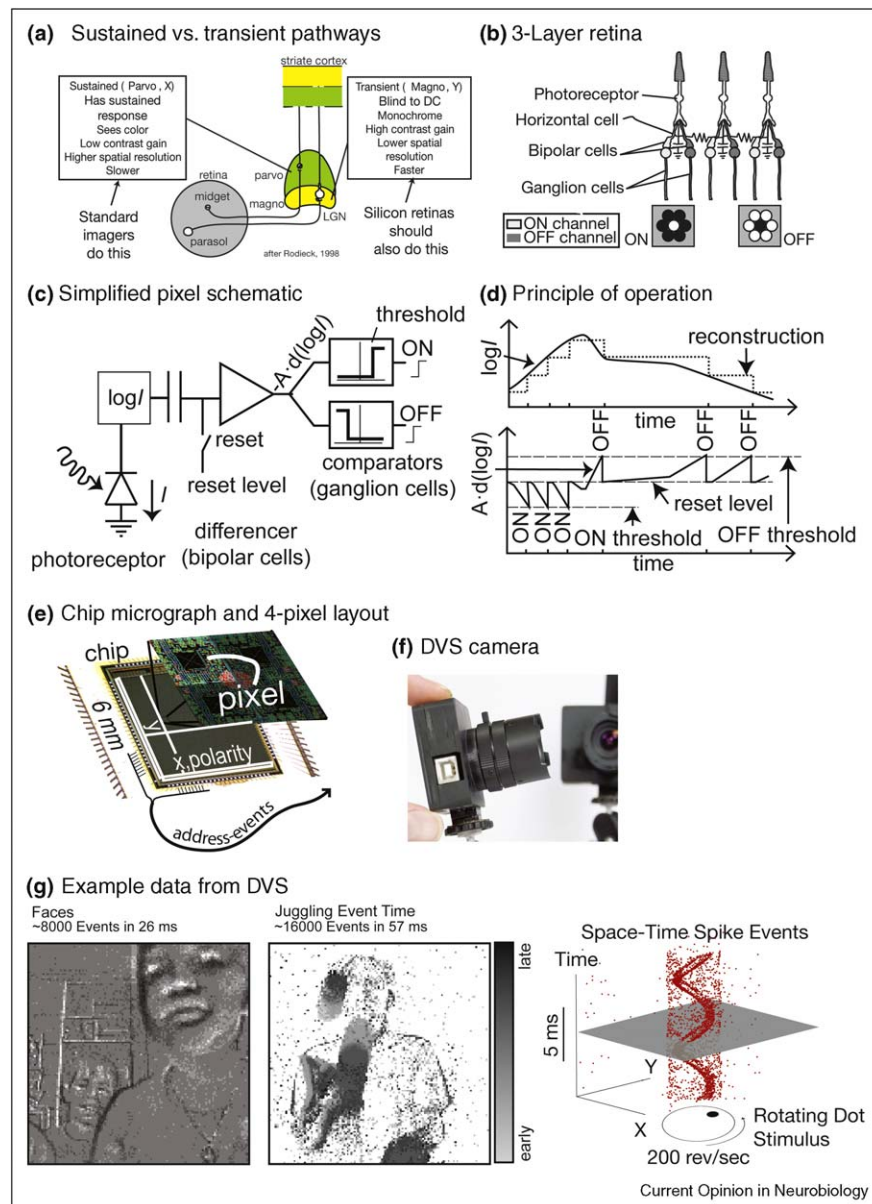 (a) Sustained vs. transient pathways
striate cortex
Sustained ( Parvo , X)
Has sustained
response
Sees color
Low contrast gain
Higher spatial resolution
Slower
Transient ( Magno, Y)
Blind to DC
Monochrome
High contrast gain
Lower spatial
resolution
Faster
retina
midget
parasol
parvo
magno
LGN
Standard
imagers
do this
Silicon retinas
should
also do this
after Rodieck, 1998
(b) 3-Layer retina
Photoreceptor
Horizontal cell
Bipolar cells
Ganglion cells
ON channel
OFF channel
ON
OFF
(c) Simplified pixel schematic
threshold
-A·d(logI)
ON
logI
OFF
reset
reset level
comparators
(ganglion cells)
I
differencer
(bipolar cells)
photoreceptor
(d) Principle of operation
logI
reconstruction
time
OFF
OFF
OFF
A·d(logI)
reset level
ON
ON
ON
ON threshold
OFF threshold
time
(e) Chip micrograph and 4-pixel layout
chip
pixel
6 mm
y
x,polarity
address-events
(f) DVS camera
(g) Example data from DVS
Faces
~8000 Events in 26 ms
Juggling Event Time
~16000 Events in 57 ms
late
early
Space-Time Spike Events
Time
5 ms
Y
X
Rotating Dot
Stimulus
200 rev/sec
Current Opinion in Neurobiology